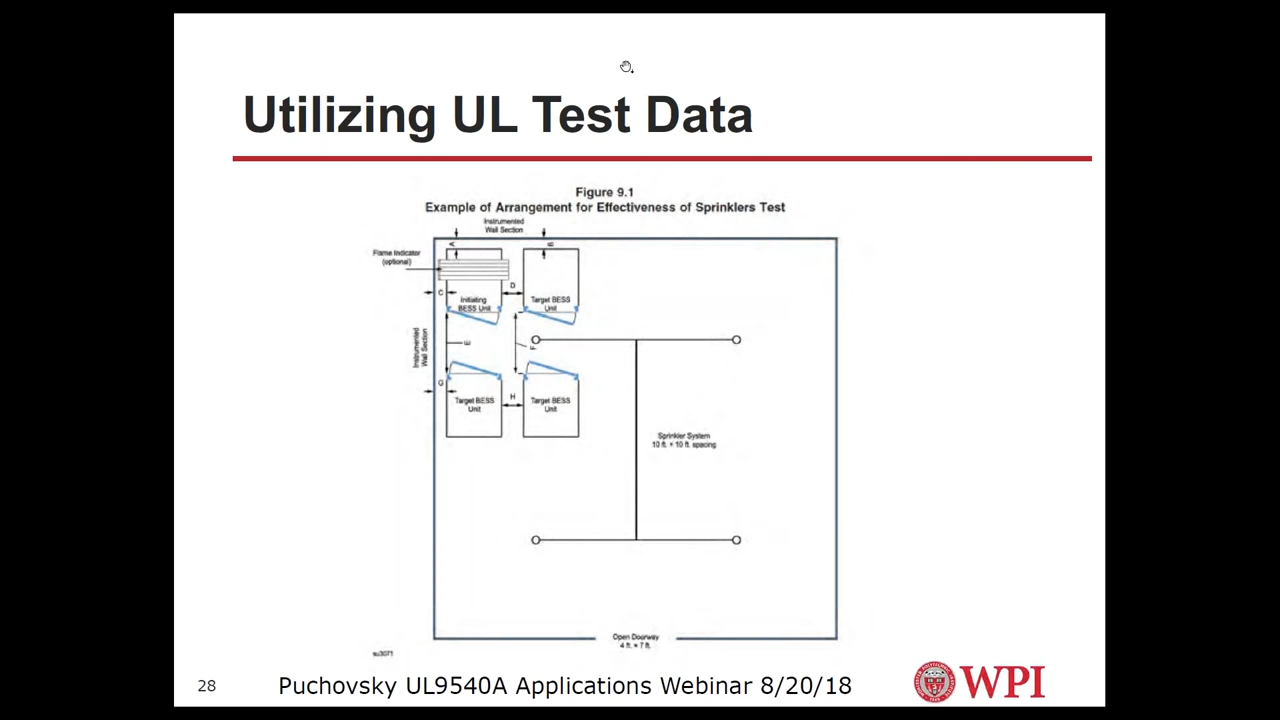 Utilizing UL Test Data
Figure 9.1
Example of Arrangement for Effectiveness of Sprinklers Test
Instrumented
Wall Section
A
B
Flame Indicator
(optional)
C
D
Initiating
BESS Unit
Target BESS
Unit
Instrumented
Wall Section
E
F
G
H
Target BESS
Unit
Target BESS
Unit
Sprinkler System
10 ft. × 10 ft. spacing
Open Doorway
4 ft. × 7 ft.
su3071
28
Puchovsky UL9540A Applications Webinar 8/20/18
WPI